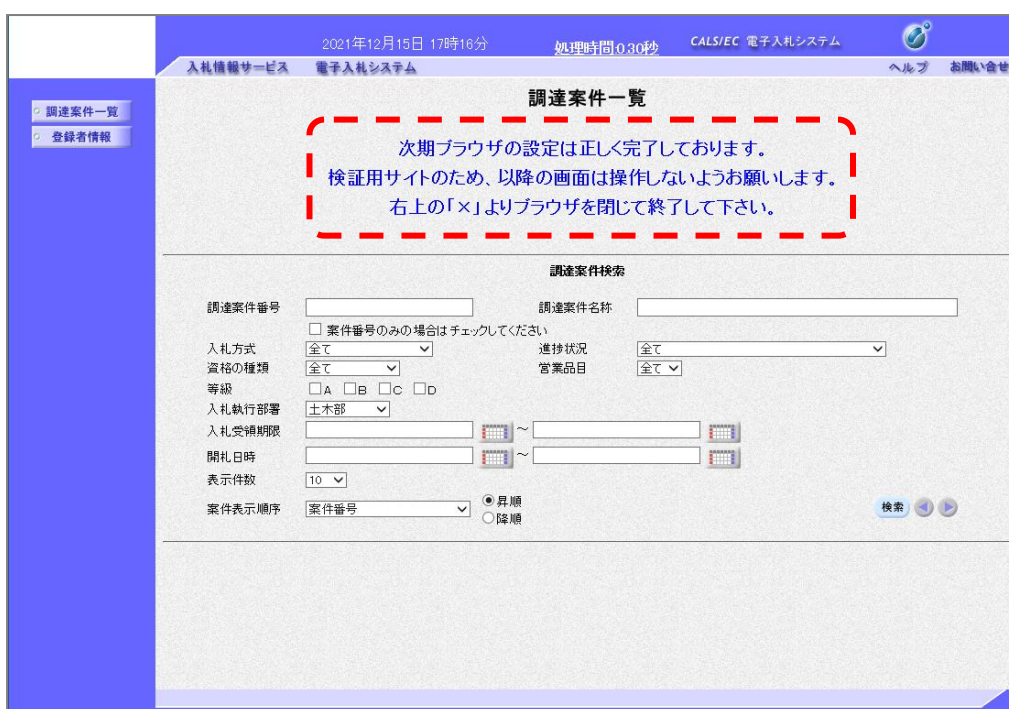 2021年12月15日 17時16分
処理時間0.30秒
CALS/EC 電子入札システム
入札情報サービス
電子入札システム
ヘルプ
お問い合せ
調達案件一覧
登録者情報
調達案件一覧
次期ブラウザの設定は正しく完了しております。
検証用サイトのため、以降の画面は操作しないようお願いします。
右上の「×」よりブラウザを閉じて終了して下さい。
調達案件検索
調達案件番号
調達案件名称
案件番号のみの場合はチェックしてください
入札方式 全て
進捗状況 全て
資格の種類 全て
営業品目 全て
等級 A B C D
入札執行部署 土木部
入札受領期限 ～
開札日時 ～
表示件数 10
案件表示順序 案件番号
昇順
降順
検索